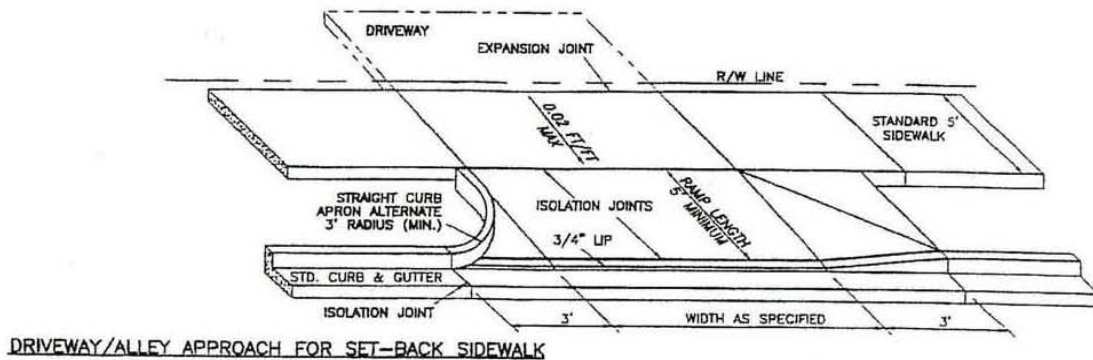 DRIVEWAY
EXPANSION JOINT
R/W LINE
0.02 FT/FT
MAX
STANDARD 5'
SIDEWALK
STRAIGHT CURB
APRON ALTERNATE
3' RADIUS (MIN.)
ISOLATION JOINTS
RAMP LENGTH
6' MINIMUM
3/4" LIP
STD. CURB & GUTTER
ISOLATION JOINT
3'
WIDTH AS SPECIFIED
3'
DRIVEWAY/ALLEY APPROACH FOR SET-BACK SIDEWALK